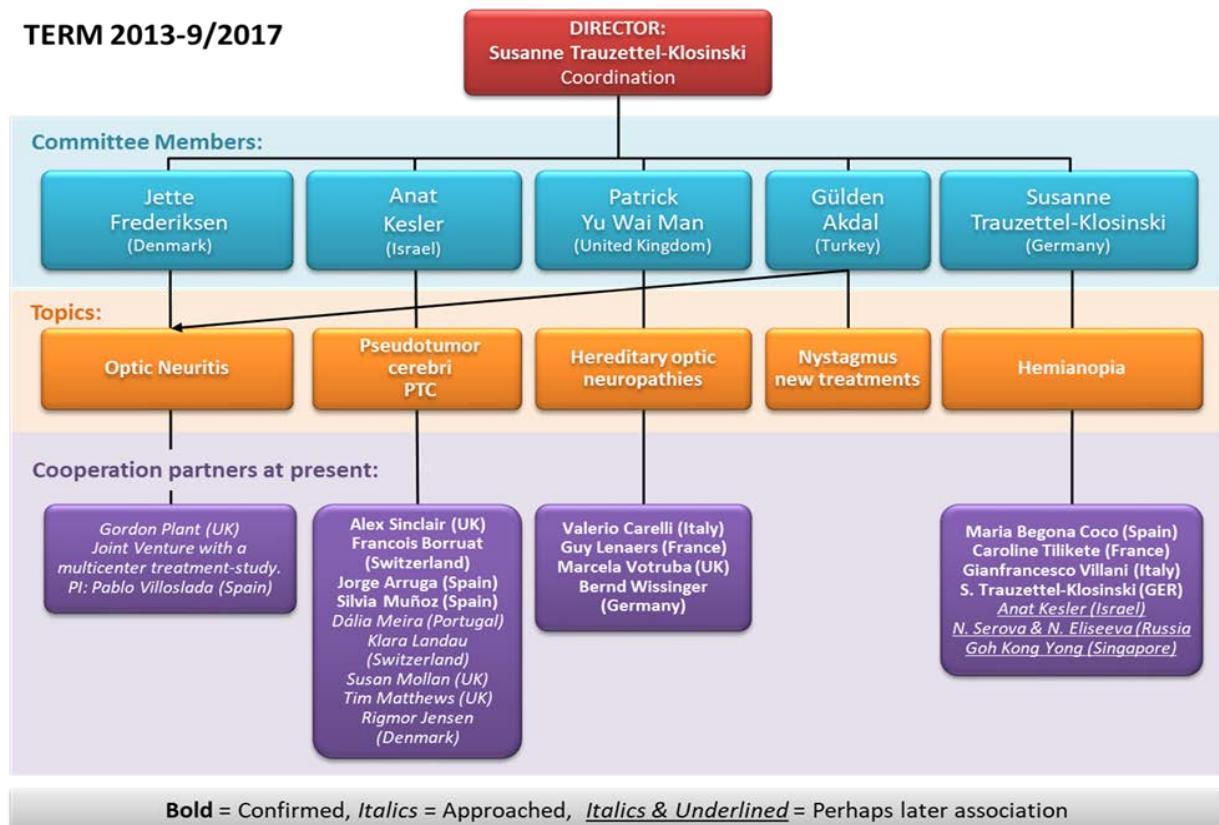 TERM 2013-9/2017
DIRECTOR:
Susanne Trauzettel-Klosinski
Coordination
Committee Members:
Jette
Frederiksen
(Denmark)
Anat
Kesler
(Israel)
Patrick
Yu Wai Man
(United Kingdom)
Gülden
Akdal
(Turkey)
Susanne
Trauzettel-Klosinski
(Germany)
Topics:
Optic Neuritis
Pseudotumor
cerebri
PTC
Hereditary optic
neuropathies
Nystagmus
new treatments
Hemianopia
Cooperation partners at present:
Gordon Plant (UK)
Joint Venture with a
multicenter treatment-study.
PI: Pablo Villoslada (Spain)
Alex Sinclair (UK)
Francois Borruat
(Switzerland)
Jorge Arruga (Spain)
Silvia Muñoz (Spain)
Dália Meira (Portugal)
Klara Landau
(Switzerland)
Susan Mollan (UK)
Tim Matthews (UK)
Rigmor Jensen
(Denmark)
Valerio Carelli (Italy)
Guy Lenaers (France)
Marcela Votruba (UK)
Bernd Wissinger
(Germany)
Maria Begona Coco (Spain)
Caroline Tilikete (France)
Gianfrancesco Villani (Italy)
S. Trauzettel-Klosinski (GER)
Anat Kesler (Israel)
N. Serova & N. Eliseeva (Russia
Goh Kong Yong (Singapore)
Bold = Confirmed, Italics = Approached, Italics & Underlined = Perhaps later association